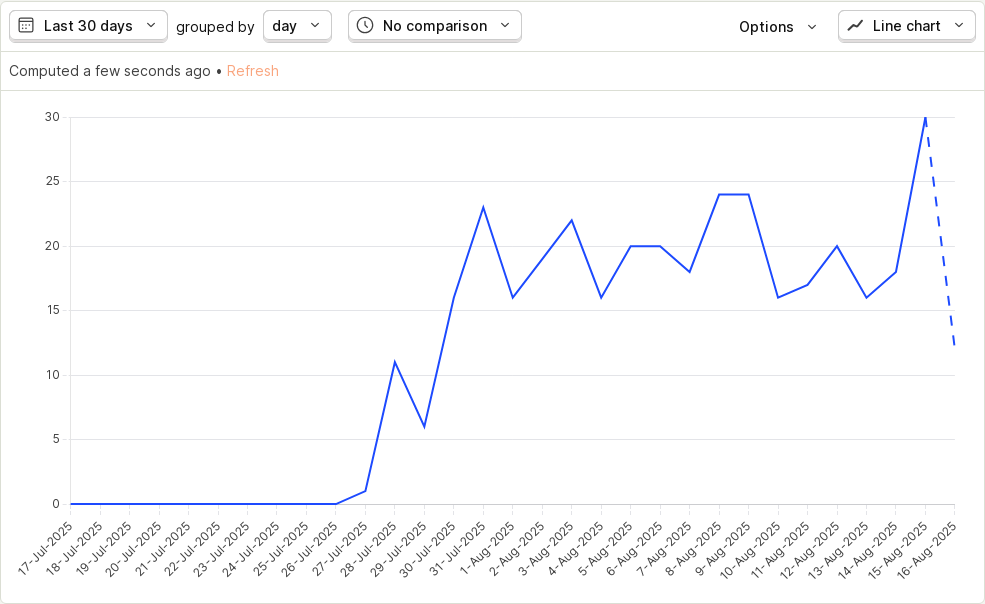 Last 30 days grouped by day No comparison Options Line chart
Computed a few seconds ago • Refresh
30
25
20
15
10
5
0
17-Jul-2025
18-Jul-2025
19-Jul-2025
20-Jul-2025
21-Jul-2025
22-Jul-2025
23-Jul-2025
24-Jul-2025
25-Jul-2025
26-Jul-2025
27-Jul-2025
28-Jul-2025
29-Jul-2025
30-Jul-2025
31-Jul-2025
1-Aug-2025
2-Aug-2025
3-Aug-2025
4-Aug-2025
5-Aug-2025
6-Aug-2025
7-Aug-2025
8-Aug-2025
9-Aug-2025
10-Aug-2025
11-Aug-2025
12-Aug-2025
13-Aug-2025
14-Aug-2025
15-Aug-2025
16-Aug-2025